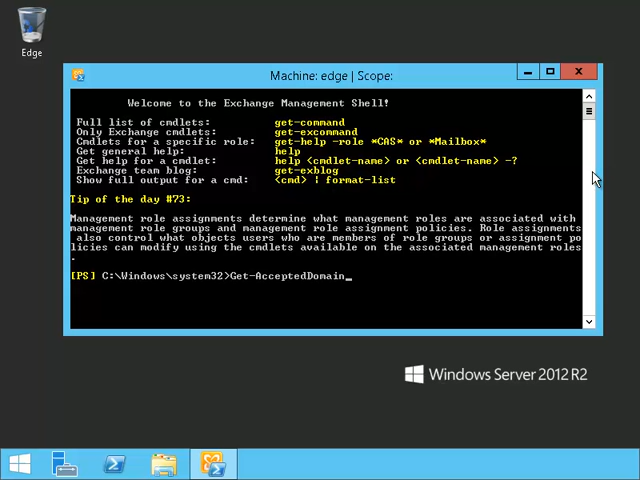 Edge
Machine: edge | Scope:
Welcome to the Exchange Management Shell!
Full list of cmdlets: get-command
Only Exchange cmdlets: get-excommand
Cmdlets for a specific role: get-help -role *CAS* or *Mailbox*
Get general help: help
Get help for a cmdlet: help <cmdlet-name> or <cmdlet-name> -?
Exchange team blog: get-exblog
Show full output for a cmd: <cmd> | format-list
Tip of the day #73:
Management role assignments determine what management roles are associated with
management role groups and management role assignment policies. Role assignments
also control what objects users who are members of role groups or assignment po
licies can modify using the cmdlets available on the associated management roles
.
[PS] C:\Windows\system32>Get-AcceptedDomain_
Windows Server 2012 R2